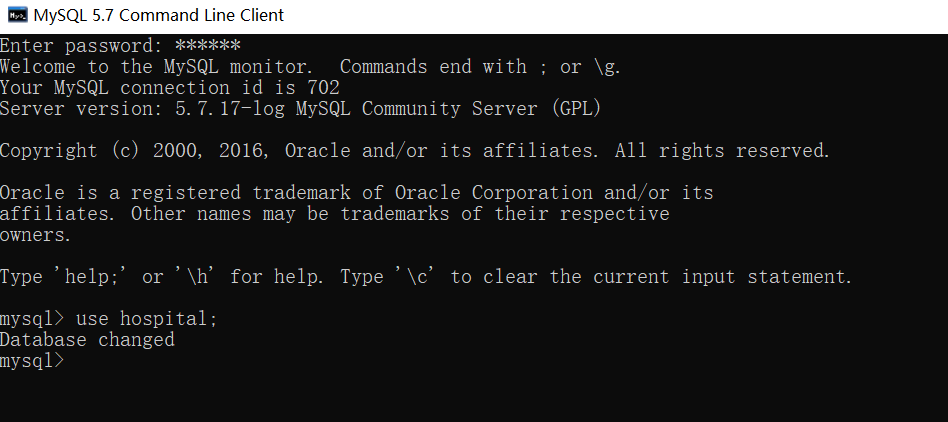 MySQL 5.7 Command Line Client
Enter password: ******
Welcome to the MySQL monitor.  Commands end with ; or \g.
Your MySQL connection id is 702
Server version: 5.7.17-log MySQL Community Server (GPL)
Copyright (c) 2000, 2016, Oracle and/or its affiliates. All rights reserved.
Oracle is a registered trademark of Oracle Corporation and/or its
affiliates. Other names may be trademarks of their respective
owners.
Type 'help;' or '\h' for help. Type '\c' to clear the current input statement.
mysql> use hospital;
Database changed
mysql>